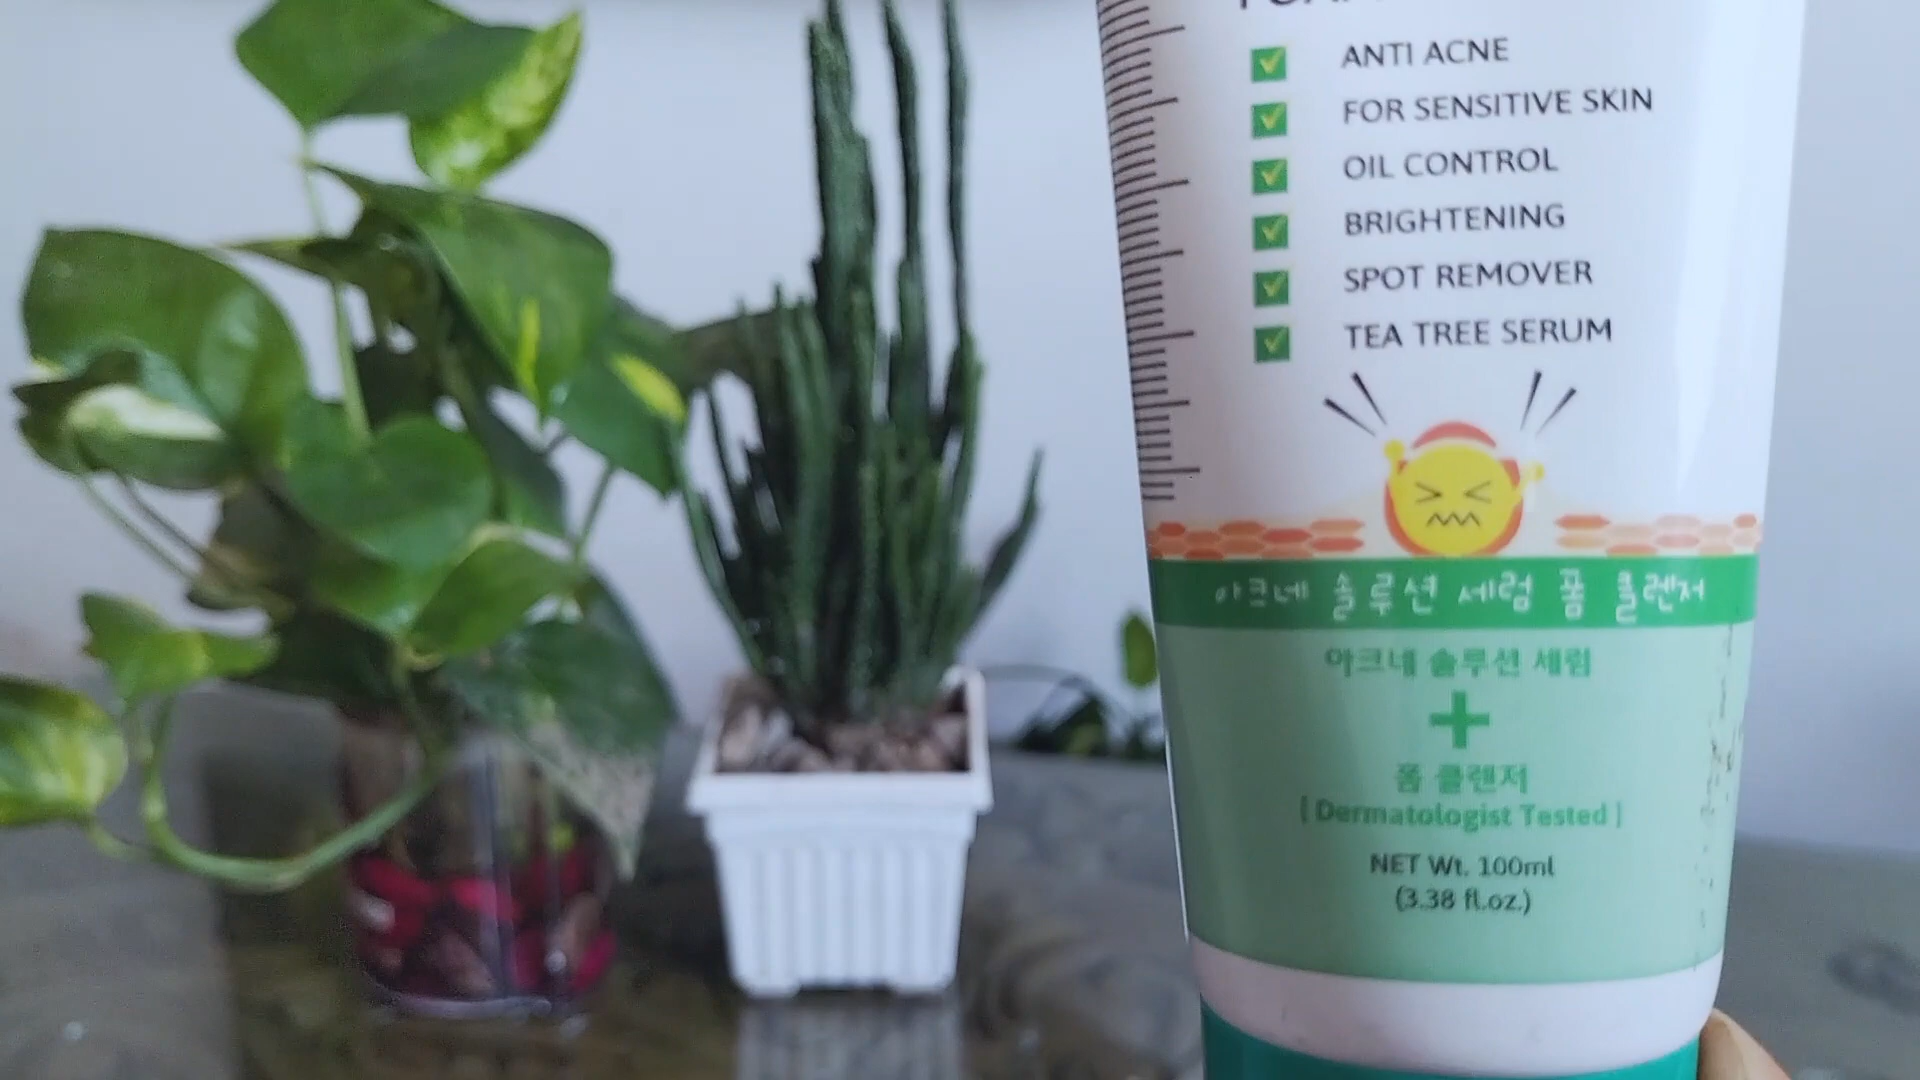 ANTI ACNE
FOR SENSITIVE SKIN
OIL CONTROL
BRIGHTENING
SPOT REMOVER
TEA TREE SERUM
아크네 솔루션 세럼 폼 클렌저
아크네 솔루션 세럼
+
폼 클렌저
[ Dermatologist Tested ]
NET Wt. 100ml
(3.38 fl.oz.)